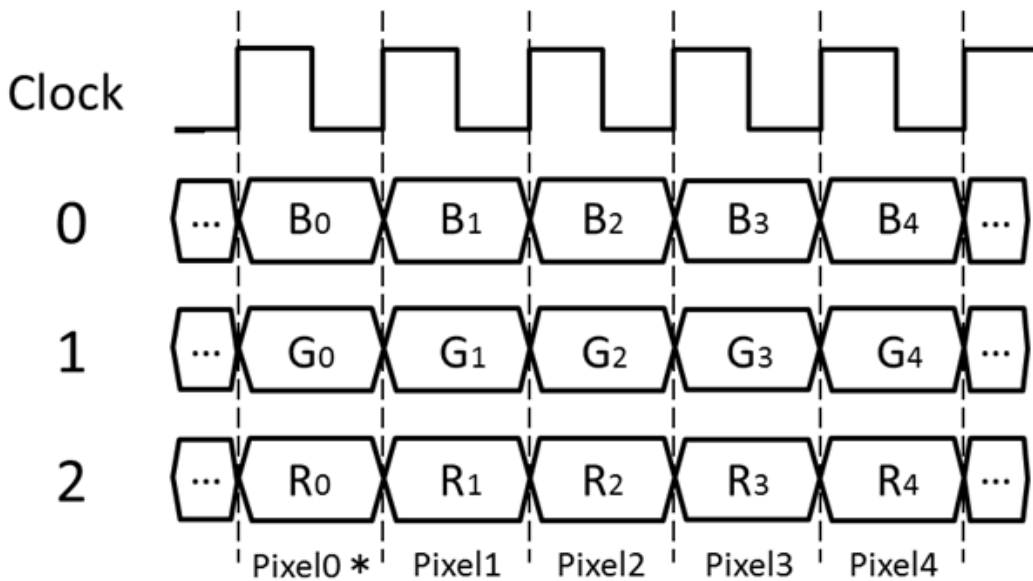 Clock
0 ... B0 B1 B2 B3 B4 ...
1 ... G0 G1 G2 G3 G4 ...
2 ... R0 R1 R2 R3 R4 ...
Pixel0 * Pixel1 Pixel2 Pixel3 Pixel4